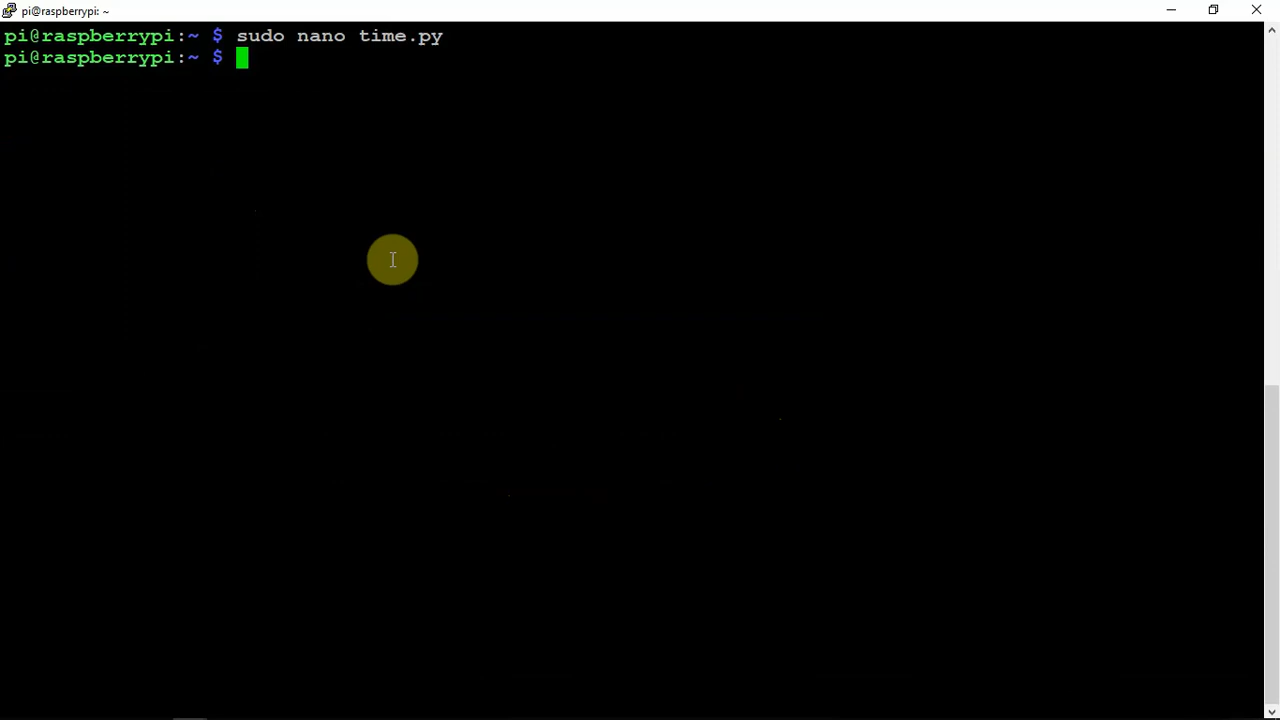 pi@raspberrypi: ~
pi@raspberrypi:~ $ sudo nano time.py
pi@raspberrypi:~ $